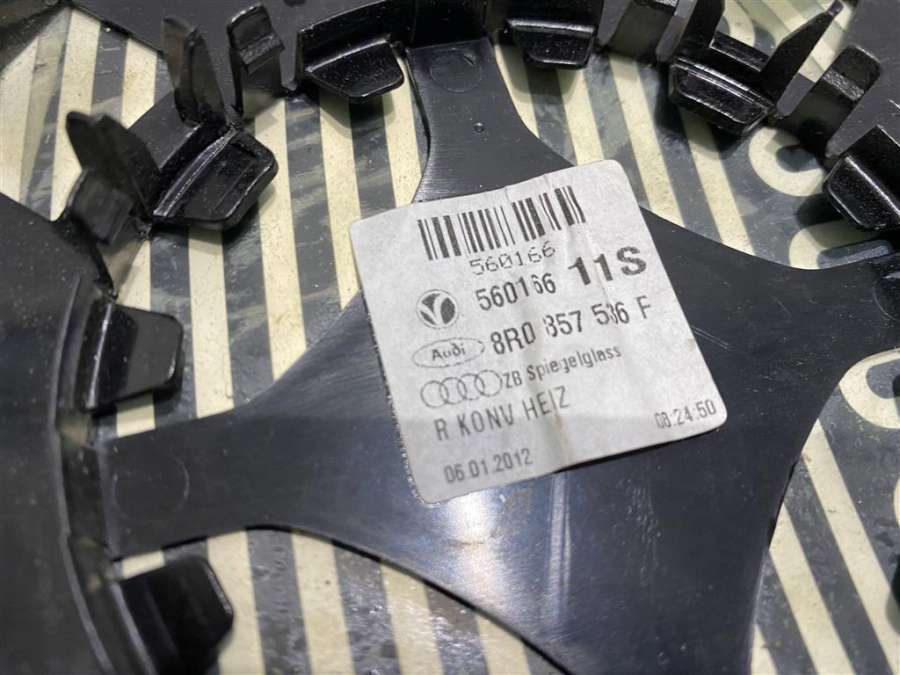 560166
560166 11S
Audi 8R0 857 536 F
ZB Spiegelglass
R KONV HEIZ
06.01.2012 08:24:50